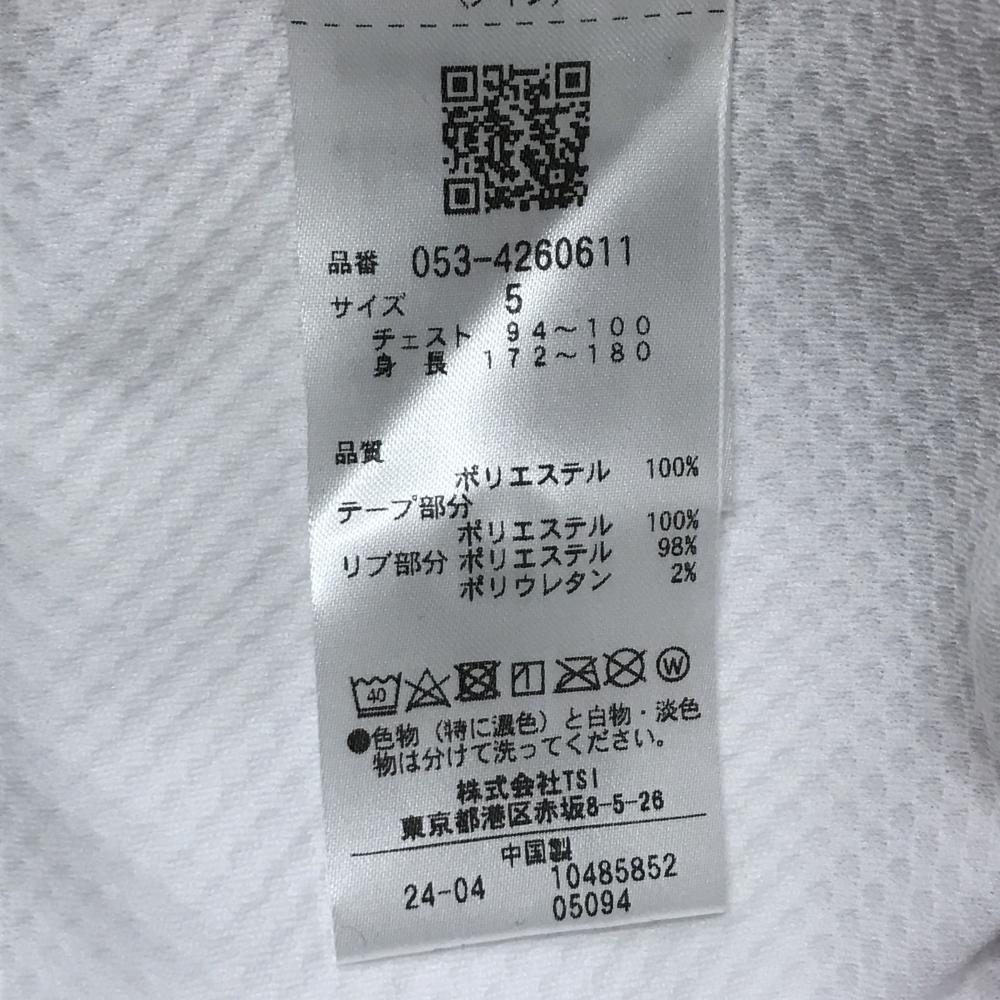 品番 053-4260611
サイズ 5
チェスト 94～100
身長 172～180
品質
ポリエステル 100%
テープ部分
ポリエステル 100%
リブ部分 ポリエステル 98%
ポリウレタン 2%
40 W
●色物（特に濃色）と白物・淡色
物は分けて洗ってください。
株式会社TSI
東京都港区赤坂8-5-26
中国製
24-04 10485852
05094